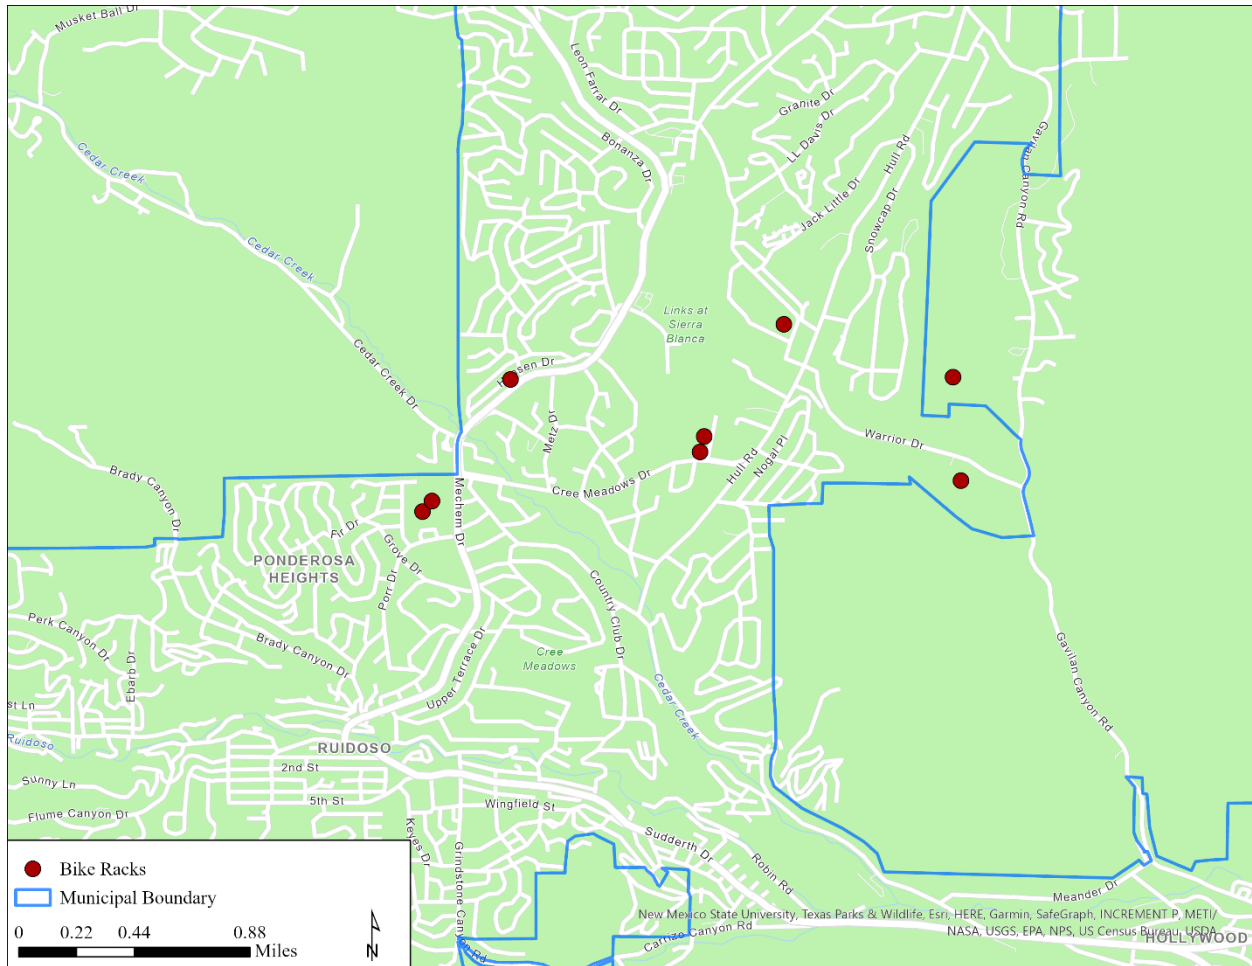 Musket Ball Dr
Leon Farrar Dr
Granite Dr
Bonanza Dr
LL Davis Dr
Hull Rd
Gavilan Canyon Rd
Cedar Creek
Jack Little Dr
Snowcap Dr
Cedar Creek
Links at
Sierra
Blanca
Cedar Creek Dr
Metz Dr
Warrior Dr
Nogal Pl
Hull Rd
Cree Meadows Dr
Brady Canyon Dr
Mechem Dr
Fir Dr
Grove Dr
PONDEROSA
HEIGHTS
Porr Dr
Country Club Dr
Perk Canyon Dr
Ebarb Dr
Brady Canyon Dr
Upper Terrace Dr
Cree
Meadows
Cedar Creek
Gavilan Canyon Rd
st Ln
Ruidoso
RUIDOSO
2nd St
Sunny Ln
5th St
Wingfield St
Flume Canyon Dr
Keyes Dr
Grindstone Canyon Rd
Sudderth Dr
Robin Rd
Meander Dr
Carrizo Canyon Rd
HOLLYWOOD
Bike Racks
Municipal Boundary
0 0.22 0.44 0.88
Miles
N
New Mexico State University, Texas Parks & Wildlife, Esri, HERE, Garmin, SafeGraph, INCREMENT P, METI/
NASA, USGS, EPA, NPS, US Census Bureau, USDA